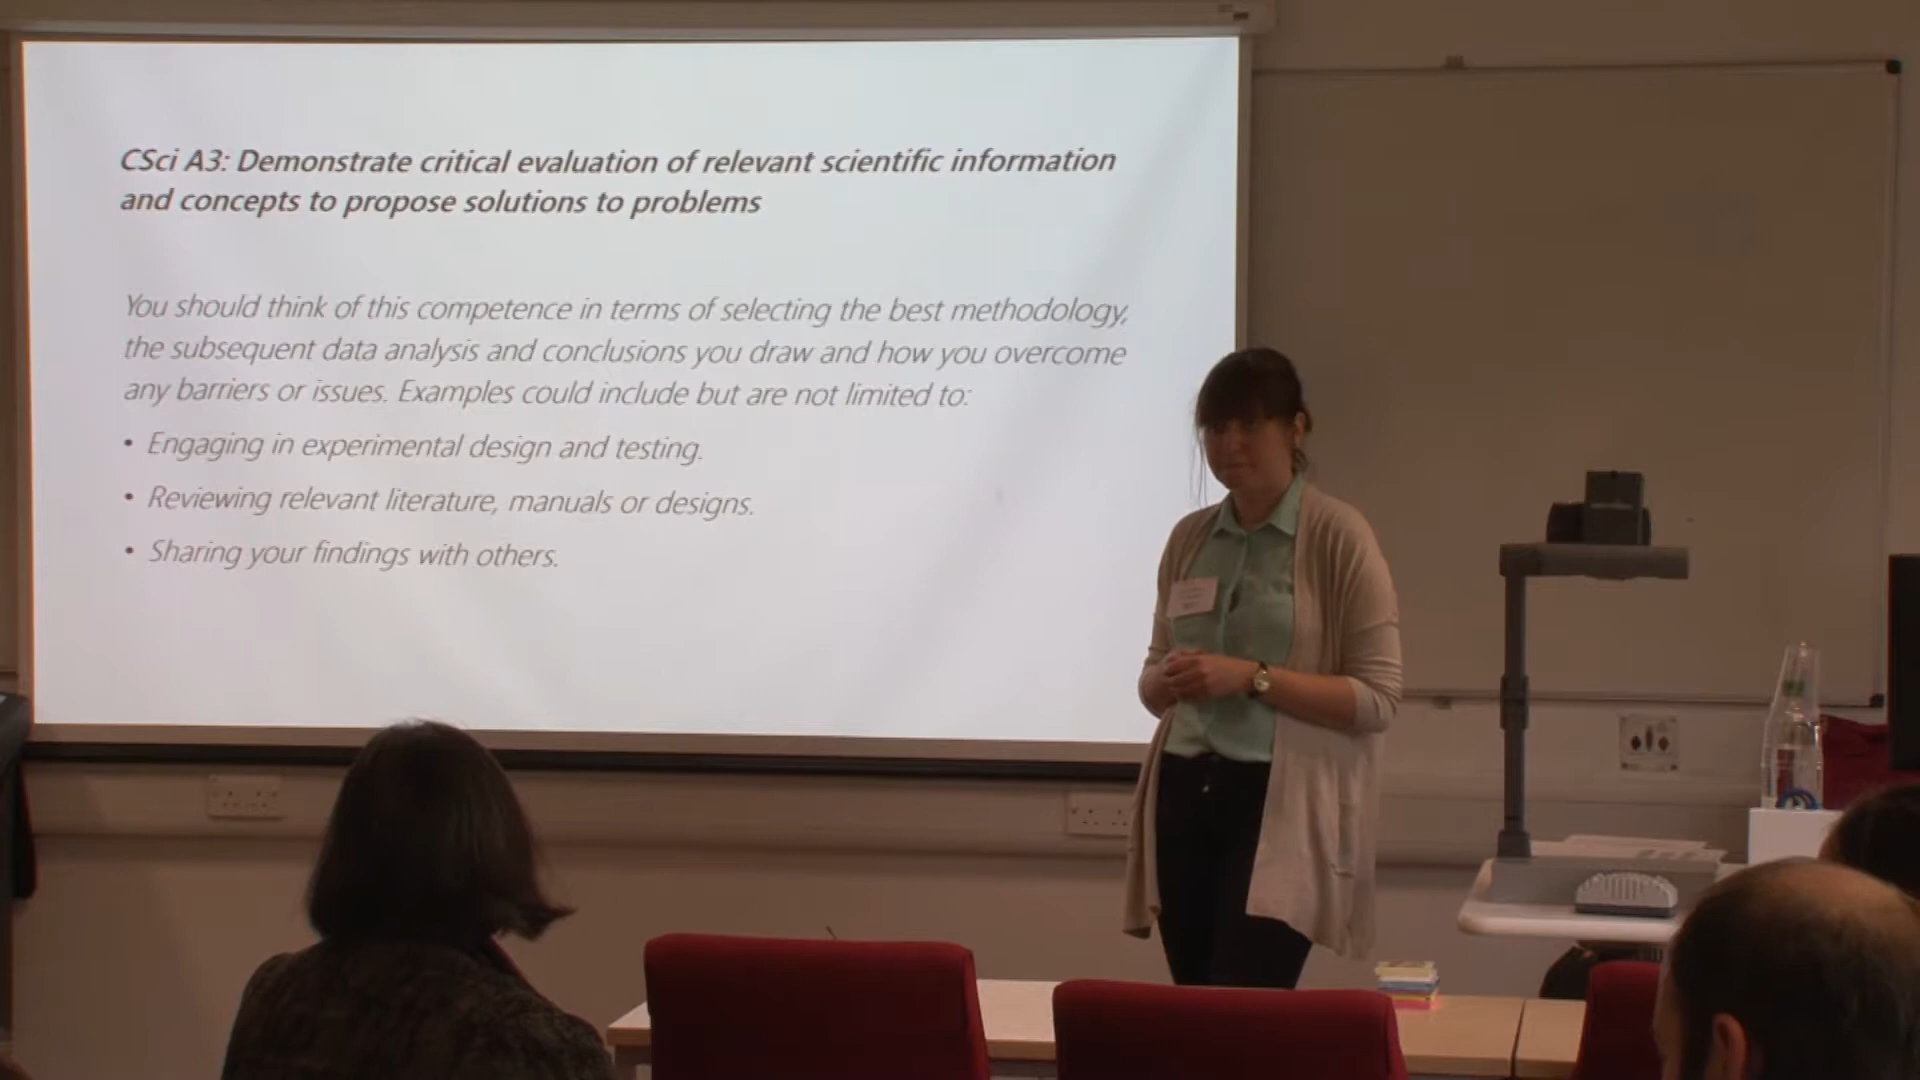 CSci A3: Demonstrate critical evaluation of relevant scientific information
and concepts to propose solutions to problems
You should think of this competence in terms of selecting the best methodology,
the subsequent data analysis and conclusions you draw and how you overcome
any barriers or issues. Examples could include but are not limited to:
• Engaging in experimental design and testing.
• Reviewing relevant literature, manuals or designs.
• Sharing your findings with others.